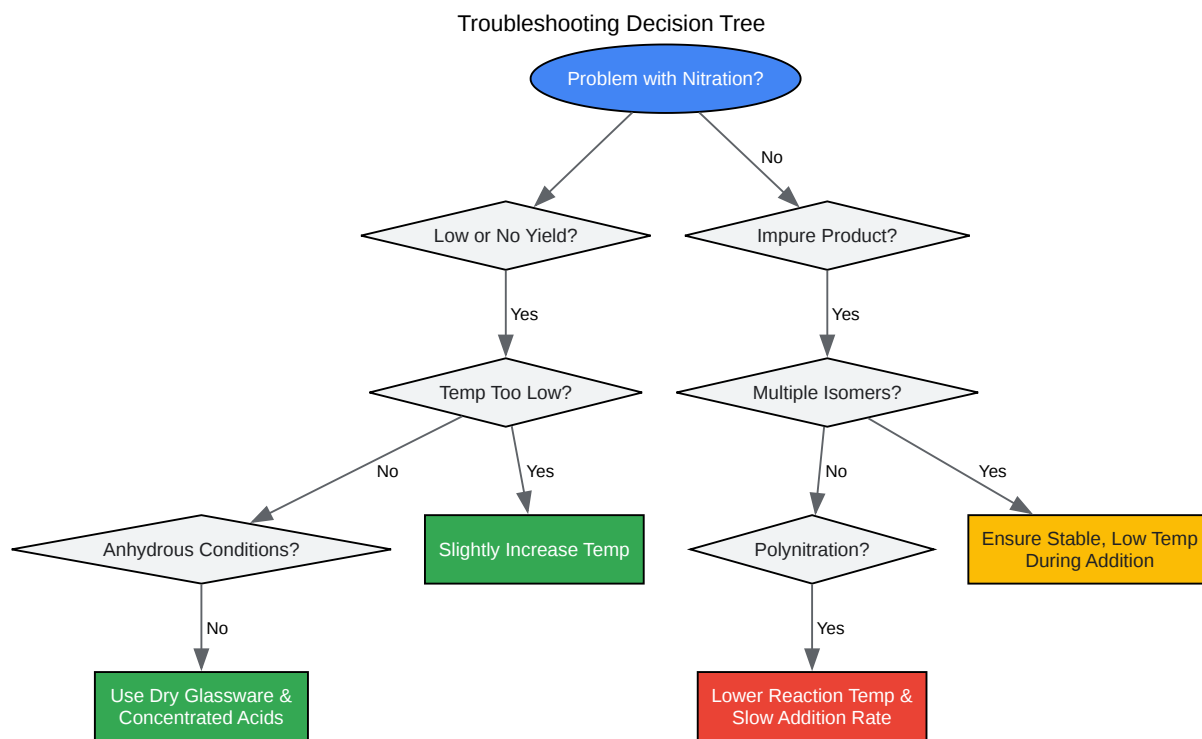 Troubleshooting Decision Tree
Problem with Nitration?
No
Low or No Yield?
Impure Product?
Yes
Yes
Temp Too Low?
Multiple Isomers?
No
Yes
No
Yes
Anhydrous Conditions?
Slightly Increase Temp
Polynitration?
Ensure Stable, Low Temp
During Addition
No
Yes
Use Dry Glassware &
Concentrated Acids
Lower Reaction Temp &
Slow Addition Rate